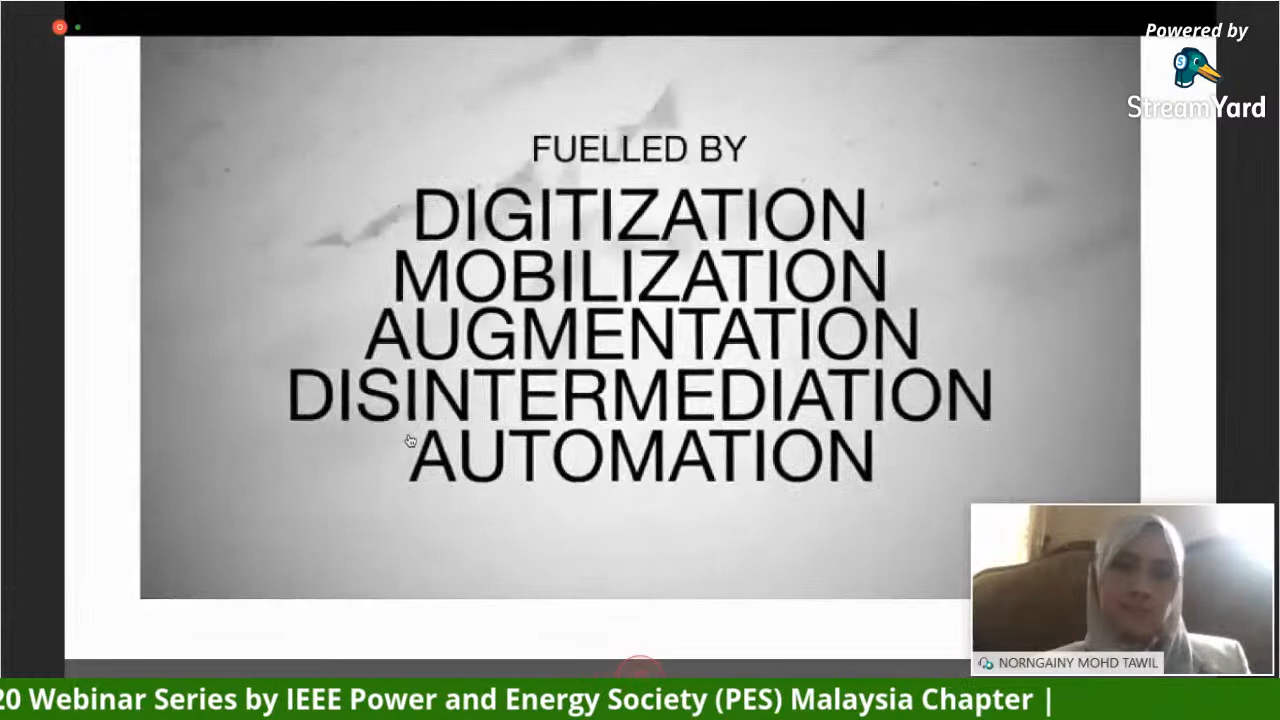 Powered by
StreamYard
FUELLED BY
DIGITIZATION
MOBILIZATION
AUGMENTATION
DISINTERMEDIATION
AUTOMATION
NORNGAINY MOHD TAWIL
20 Webinar Series by IEEE Power and Energy Society (PES) Malaysia Chapter |